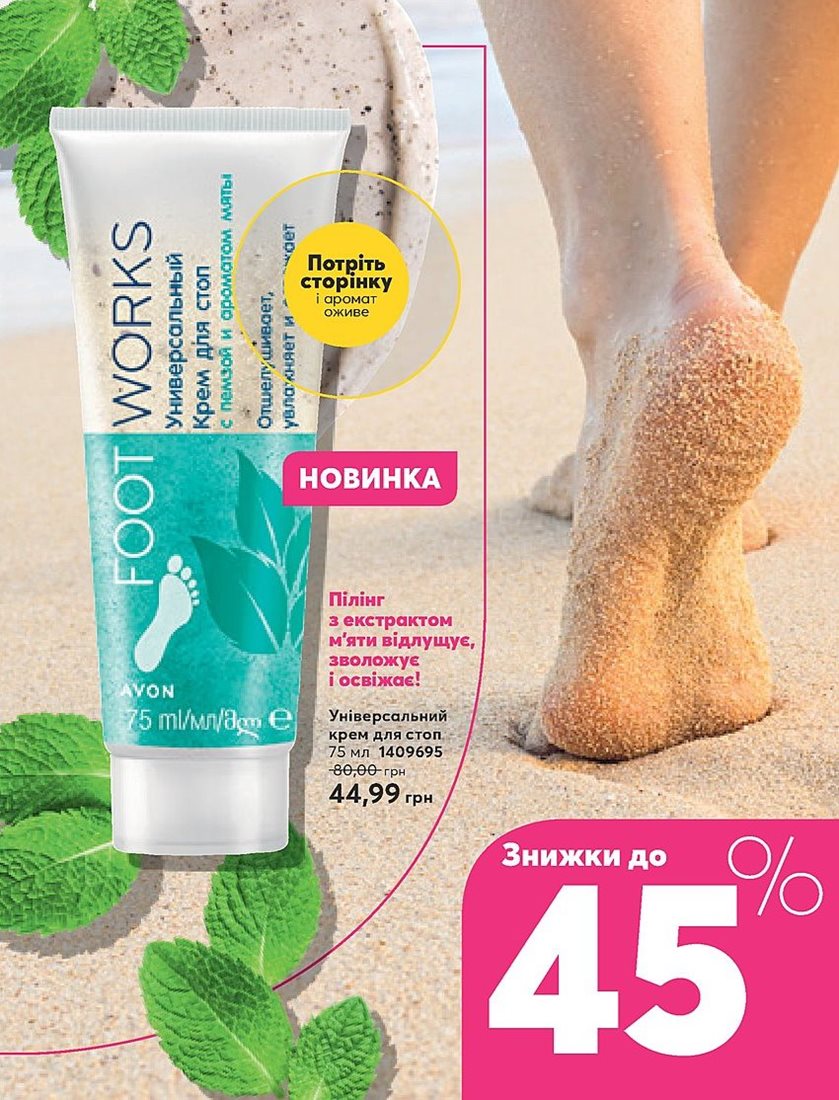 FOOT WORKS
Универсальный
Крем для стоп
с пемзой и ароматом мяты
Отшелушивает,
увлажняет и
AVON
75 ml/мл/მლ e
Потріть
сторінку
і аромат
оживе
НОВИНКА
Пілінг
з екстрактом
м'яти відлущує,
зволожує
і освіжає!
Універсальний
крем для стоп
75 мл 1409695
80,00 грн
44,99 грн
Знижки до
45%